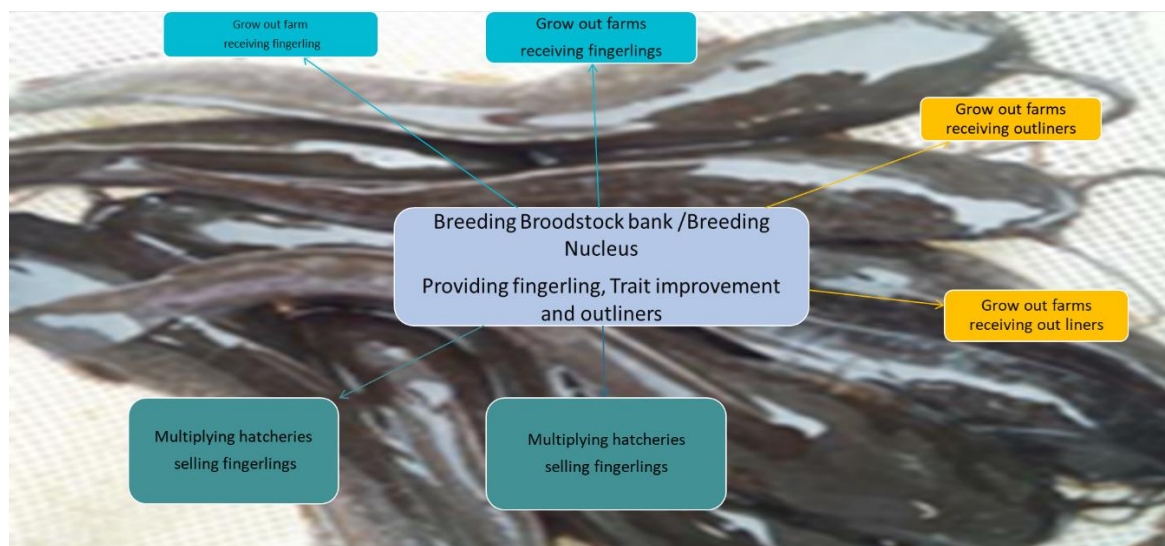 Grow out farm
receiving fingerling
Grow out farms
receiving fingerlings
Grow out farms
receiving outliners
Breeding Broodstock bank /Breeding
Nucleus
Providing fingerling, Trait improvement
and outliners
Grow out farms
receiving out liners
Multiplying hatcheries
selling fingerlings
Multiplying hatcheries
selling fingerlings